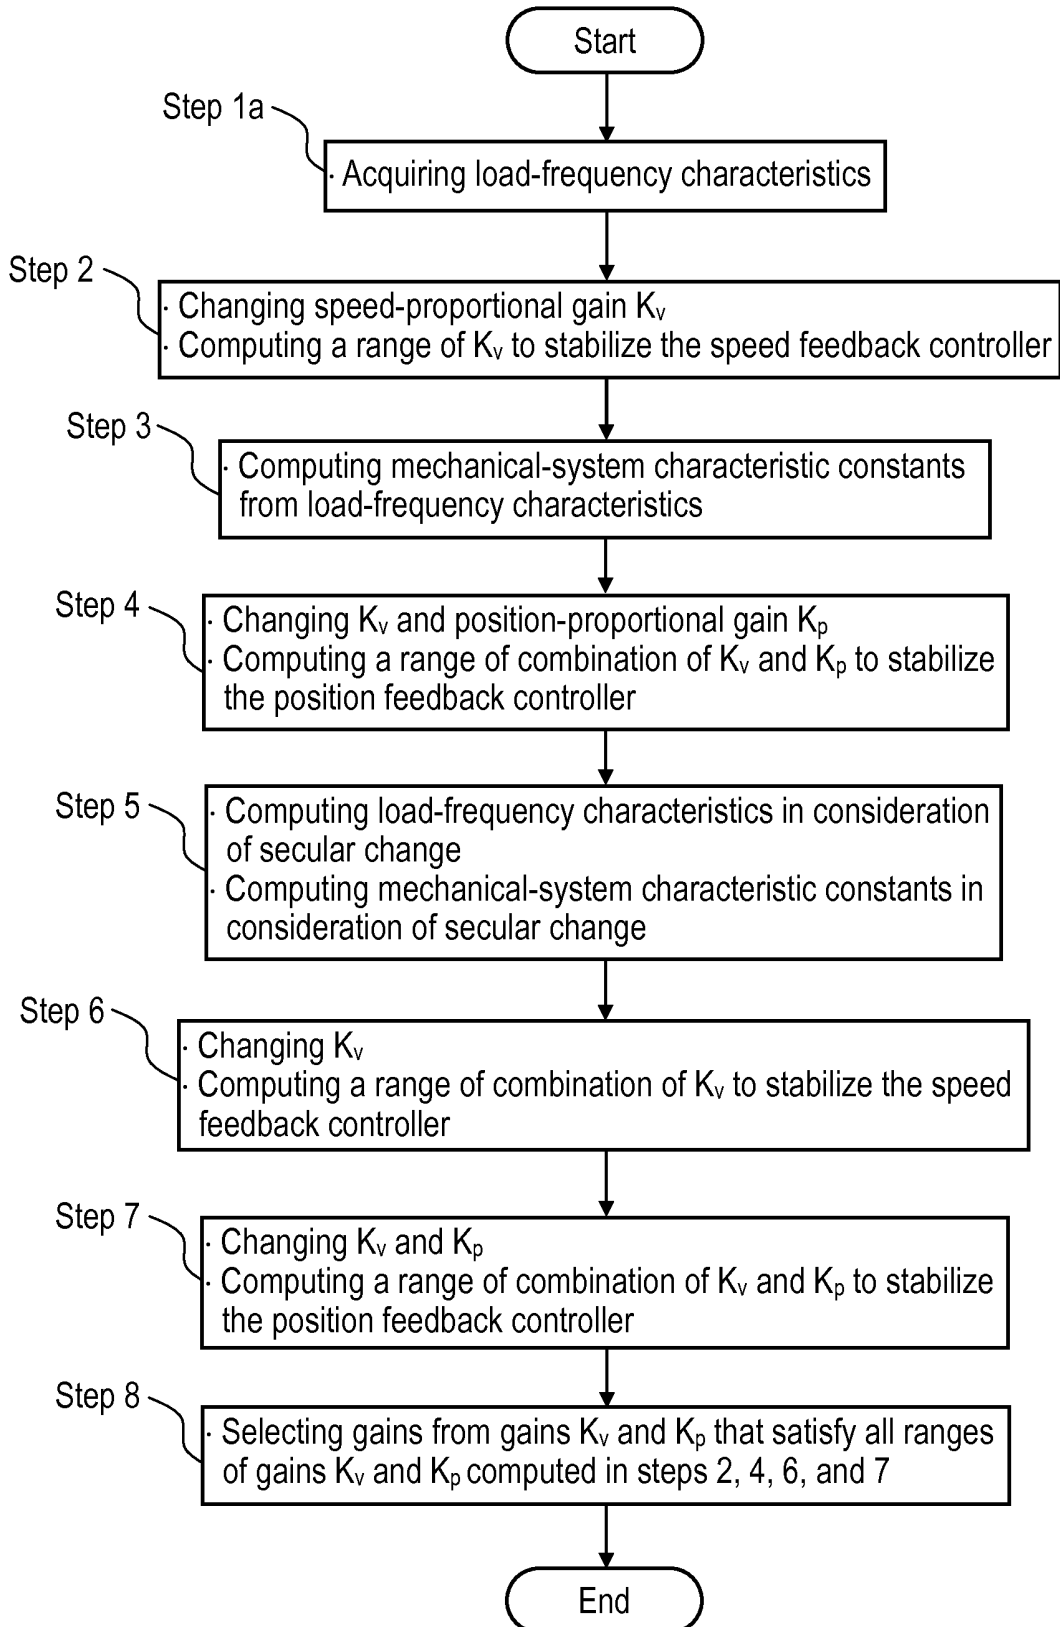 Start
Step 1a
· Acquiring load-frequency characteristics
Step 2
· Changing speed-proportional gain Kv
· Computing a range of Kv to stabilize the speed feedback controller
Step 3
· Computing mechanical-system characteristic constants
from load-frequency characteristics
Step 4
· Changing Kv and position-proportional gain Kp
· Computing a range of combination of Kv and Kp to stabilize
the position feedback controller
Step 5
· Computing load-frequency characteristics in consideration
of secular change
· Computing mechanical-system characteristic constants in
consideration of secular change
Step 6
· Changing Kv
· Computing a range of combination of Kv to stabilize the speed
feedback controller
Step 7
· Changing Kv and Kp
· Computing a range of combination of Kv and Kp to stabilize
the position feedback controller
Step 8
· Selecting gains from gains Kv and Kp that satisfy all ranges
of gains Kv and Kp computed in steps 2, 4, 6, and 7
End